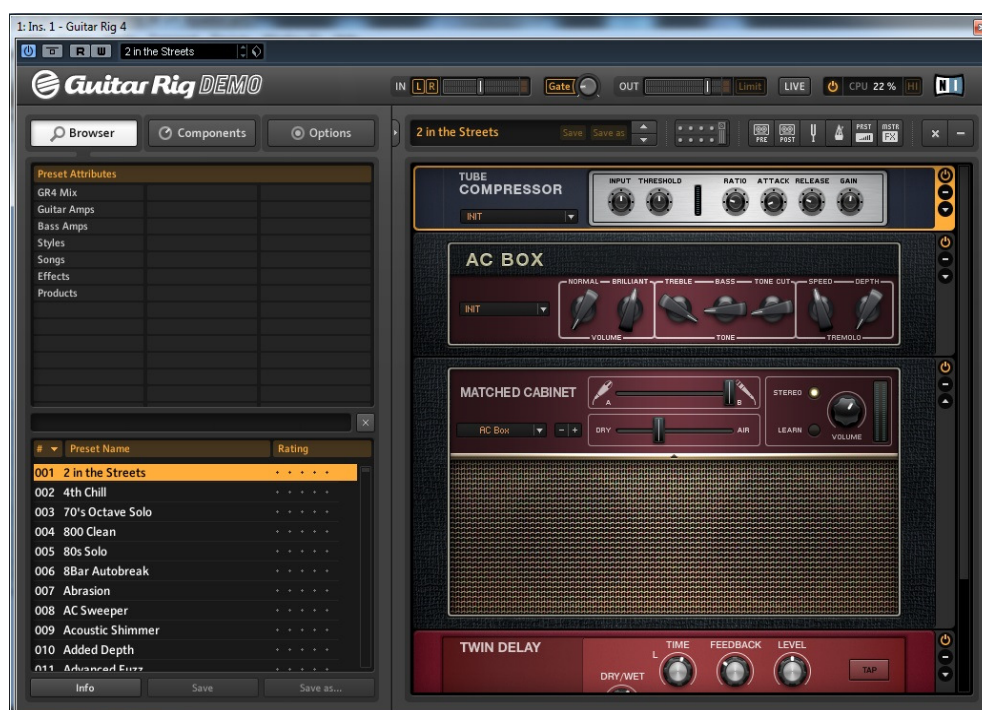 1: Ins. 1 - Guitar Rig 4
R W 2 in the Streets
Guitar Rig DEMO
IN L R Gate OUT Limit LIVE CPU 22 % HI N I
Browser Components Options
2 in the Streets Save Save as PRE POST PRST MSTR FX × −
Preset Attributes
GR4 Mix
Guitar Amps
Bass Amps
Styles
Songs
Effects
Products
×
# Preset Name Rating
001 2 in the Streets
002 4th Chill
003 70's Octave Solo
004 800 Clean
005 80s Solo
006 8Bar Autobreak
007 Abrasion
008 AC Sweeper
009 Acoustic Shimmer
010 Added Depth
011 Advanced Fuzz
Info Save Save as...
TUBE
COMPRESSOR
INIT
INPUT THRESHOLD RATIO ATTACK RELEASE GAIN
AC BOX
INIT
NORMAL BRILLIANT TREBLE BASS TONE CUT SPEED DEPTH
VOLUME TONE TREMOLO
MATCHED CABINET
A B
STEREO
AC Box − +
DRY AIR
LEARN
VOLUME
TWIN DELAY
TIME FEEDBACK LEVEL
L
DRY/WET
TAP